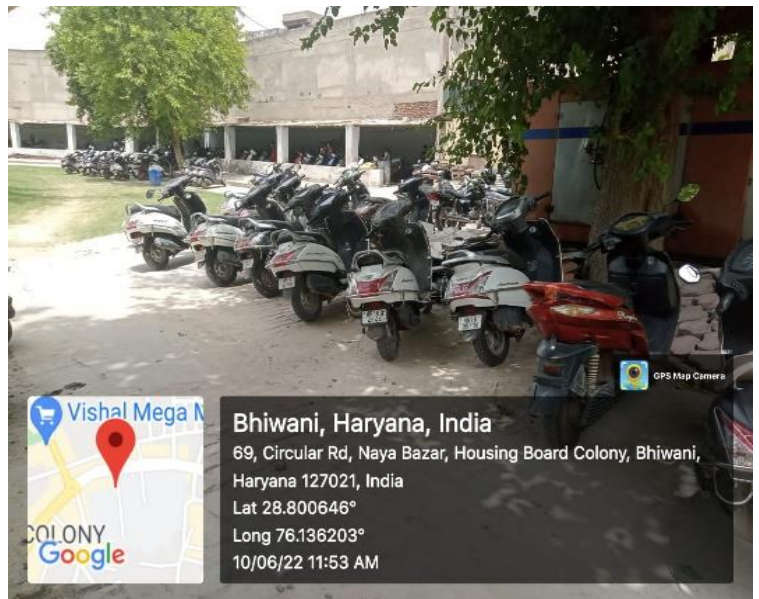 GPS Map Camera
Vishal Mega M
COLONY
Google
Bhiwani, Haryana, India
69, Circular Rd, Naya Bazar, Housing Board Colony, Bhiwani,
Haryana 127021, India
Lat 28.800646°
Long 76.136203°
10/06/22 11:53 AM